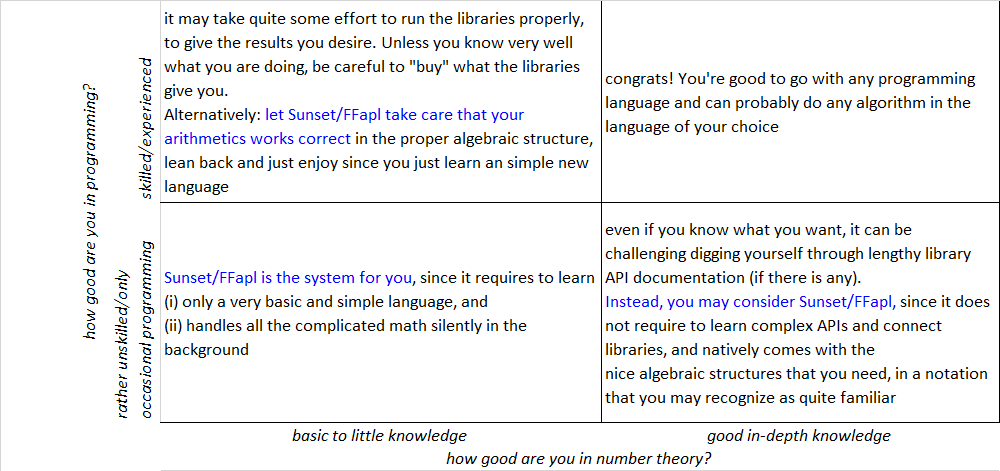 how good are you in programming?
skilled/experienced
it may take quite some effort to run the libraries properly,
to give the results you desire. Unless you know very well
what you are doing, be careful to "buy" what the libraries
give you.
Alternatively: let Sunset/FFapl take care that your
arithmetics works correct in the proper algebraic structure,
lean back and just enjoy since you just learn an simple new
language
congrats! You're good to go with any programming
language and can probably do any algorithm in the
language of your choice
rather unskilled/only
occasional programming
Sunset/FFapl is the system for you, since it requires to learn
(i) only a very basic and simple language, and
(ii) handles all the complicated math silently in the
background
even if you know what you want, it can be
challenging digging yourself through lengthy library
API documentation (if there is any).
Instead, you may consider Sunset/FFapl, since it does
not require to learn complex APIs and connect
libraries, and natively comes with the
nice algebraic structures that you need, in a notation
that you may recognize as quite familiar
basic to little knowledge
good in-depth knowledge
how good are you in number theory?